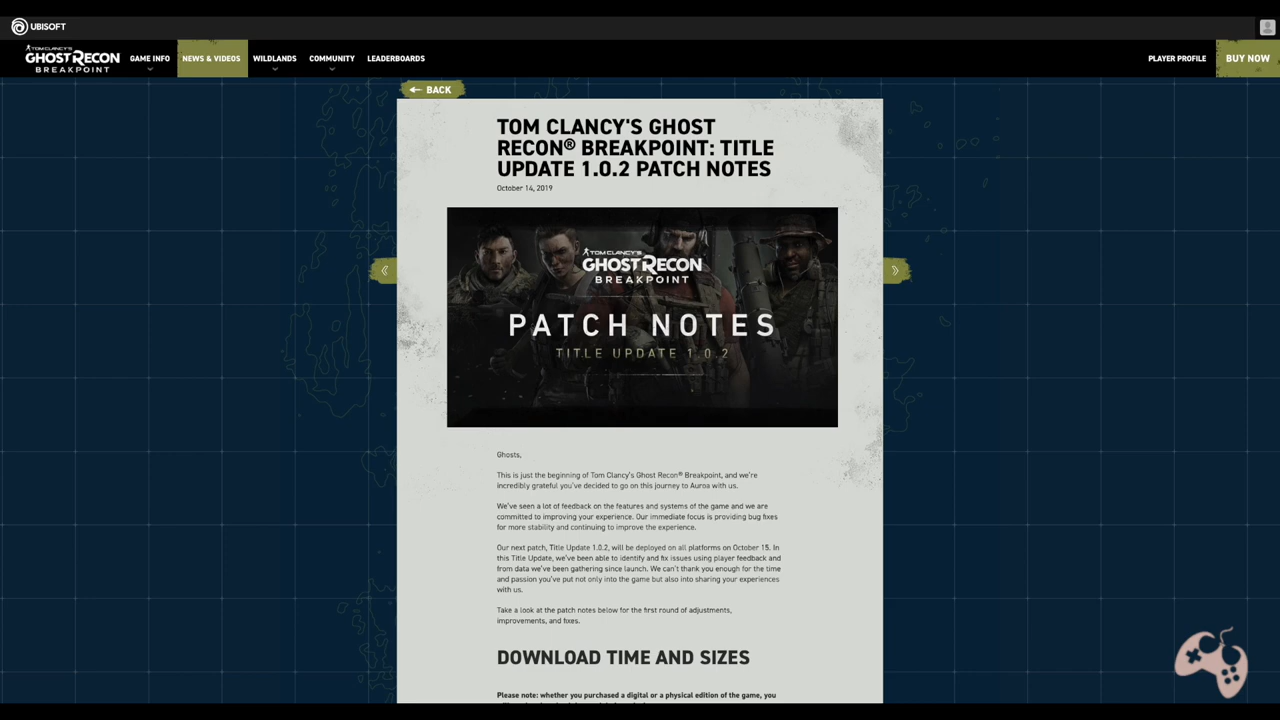 UBISOFT
TOM CLANCY'S
GHOST RECON
BREAKPOINT
GAME INFO
NEWS & VIDEOS
WILDLANDS
COMMUNITY
LEADERBOARDS
PLAYER PROFILE
BUY NOW
BACK
TOM CLANCY'S GHOST
RECON® BREAKPOINT: TITLE
UPDATE 1.0.2 PATCH NOTES
October 14, 2019
TOM CLANCY'S
GHOST RECON
BREAKPOINT
PATCH NOTES
TITLE UPDATE 1.0.2
Ghosts,
This is just the beginning of Tom Clancy's Ghost Recon® Breakpoint, and we're
incredibly grateful you've decided to go on this journey to Auroa with us.
We've seen a lot of feedback on the features and systems of the game and we are
committed to improving your experience. Our immediate focus is providing bug fixes
for more stability and continuing to improve the experience.
Our next patch, Title Update 1.0.2, will be deployed on all platforms on October 15. In
this Title Update, we've been able to identify and fix issues using player feedback and
from data we've been gathering since launch. We can't thank you enough for the time
and passion you've put not only into the game but also into sharing your experiences
with us.
Take a look at the patch notes below for the first round of adjustments,
improvements, and fixes.
DOWNLOAD TIME AND SIZES
Please note: whether you purchased a digital or a physical edition of the game, you